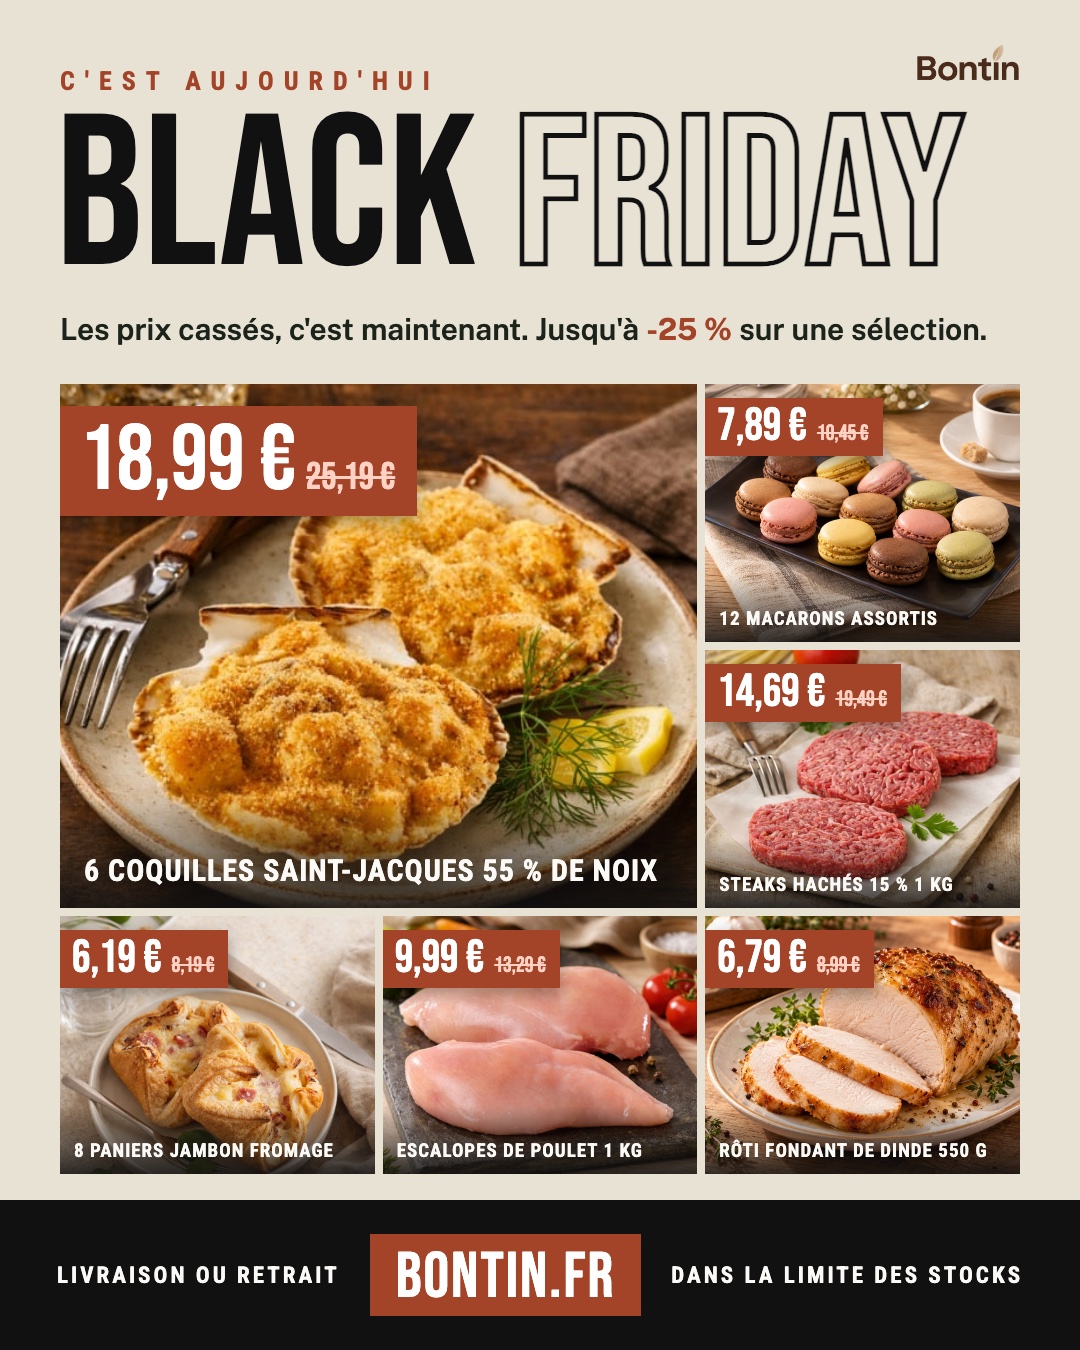 Bontin
C'EST AUJOURD'HUI
BLACK FRIDAY
Les prix cassés, c'est maintenant. Jusqu'à -25 % sur une sélection.
18,99 € 25,19 €
6 COQUILLES SAINT-JACQUES 55 % DE NOIX
7,89 € 10,45 €
12 MACARONS ASSORTIS
14,69 € 19,49 €
STEAKS HACHÉS 15 % 1 KG
6,19 € 8,19 €
8 PANIERS JAMBON FROMAGE
9,99 € 13,29 €
ESCALOPES DE POULET 1 KG
6,79 € 8,99 €
RÔTI FONDANT DE DINDE 550 G
LIVRAISON OU RETRAIT
BONTIN.FR
DANS LA LIMITE DES STOCKS